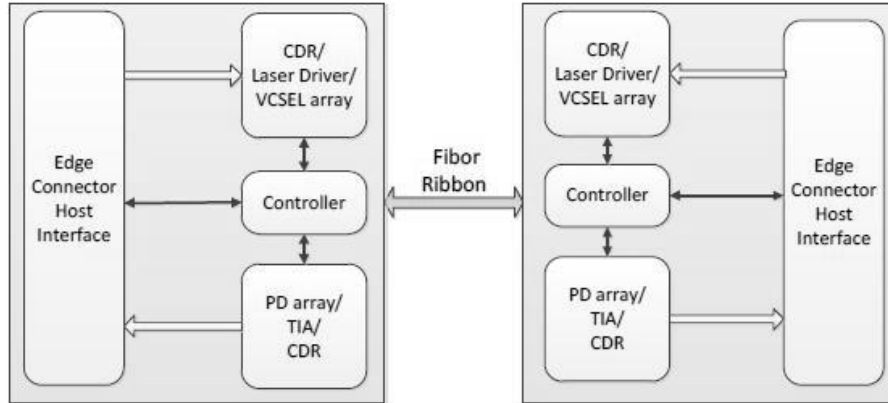 CDR/
Laser Driver/
VCSEL array
Edge
Connector
Host
Interface
Controller
PD array/
TIA/
CDR
Fibor
Ribbon
CDR/
Laser Driver/
VCSEL array
Controller
PD array/
TIA/
CDR
Edge
Connector
Host
Interface